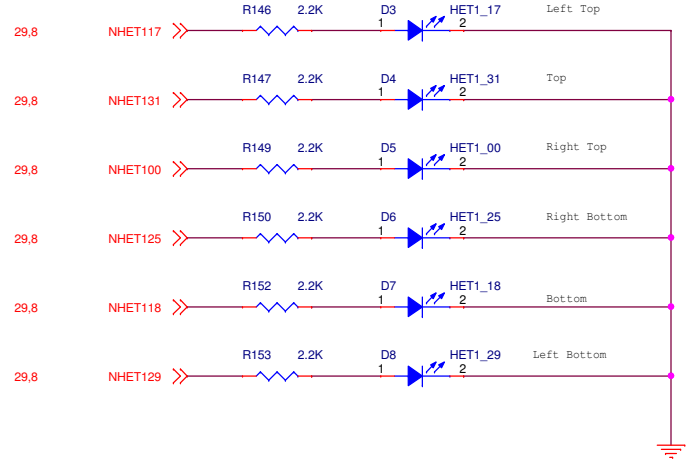 R146 2.2K D3 HET1_17 Left Top
29,8 NHET117 1 2
R147 2.2K D4 HET1_31 Top
29,8 NHET131 1 2
R149 2.2K D5 HET1_00 Right Top
29,8 NHET100 1 2
R150 2.2K D6 HET1_25 Right Bottom
29,8 NHET125 1 2
R152 2.2K D7 HET1_18 Bottom
29,8 NHET118 1 2
R153 2.2K D8 HET1_29 Left Bottom
29,8 NHET129 1 2